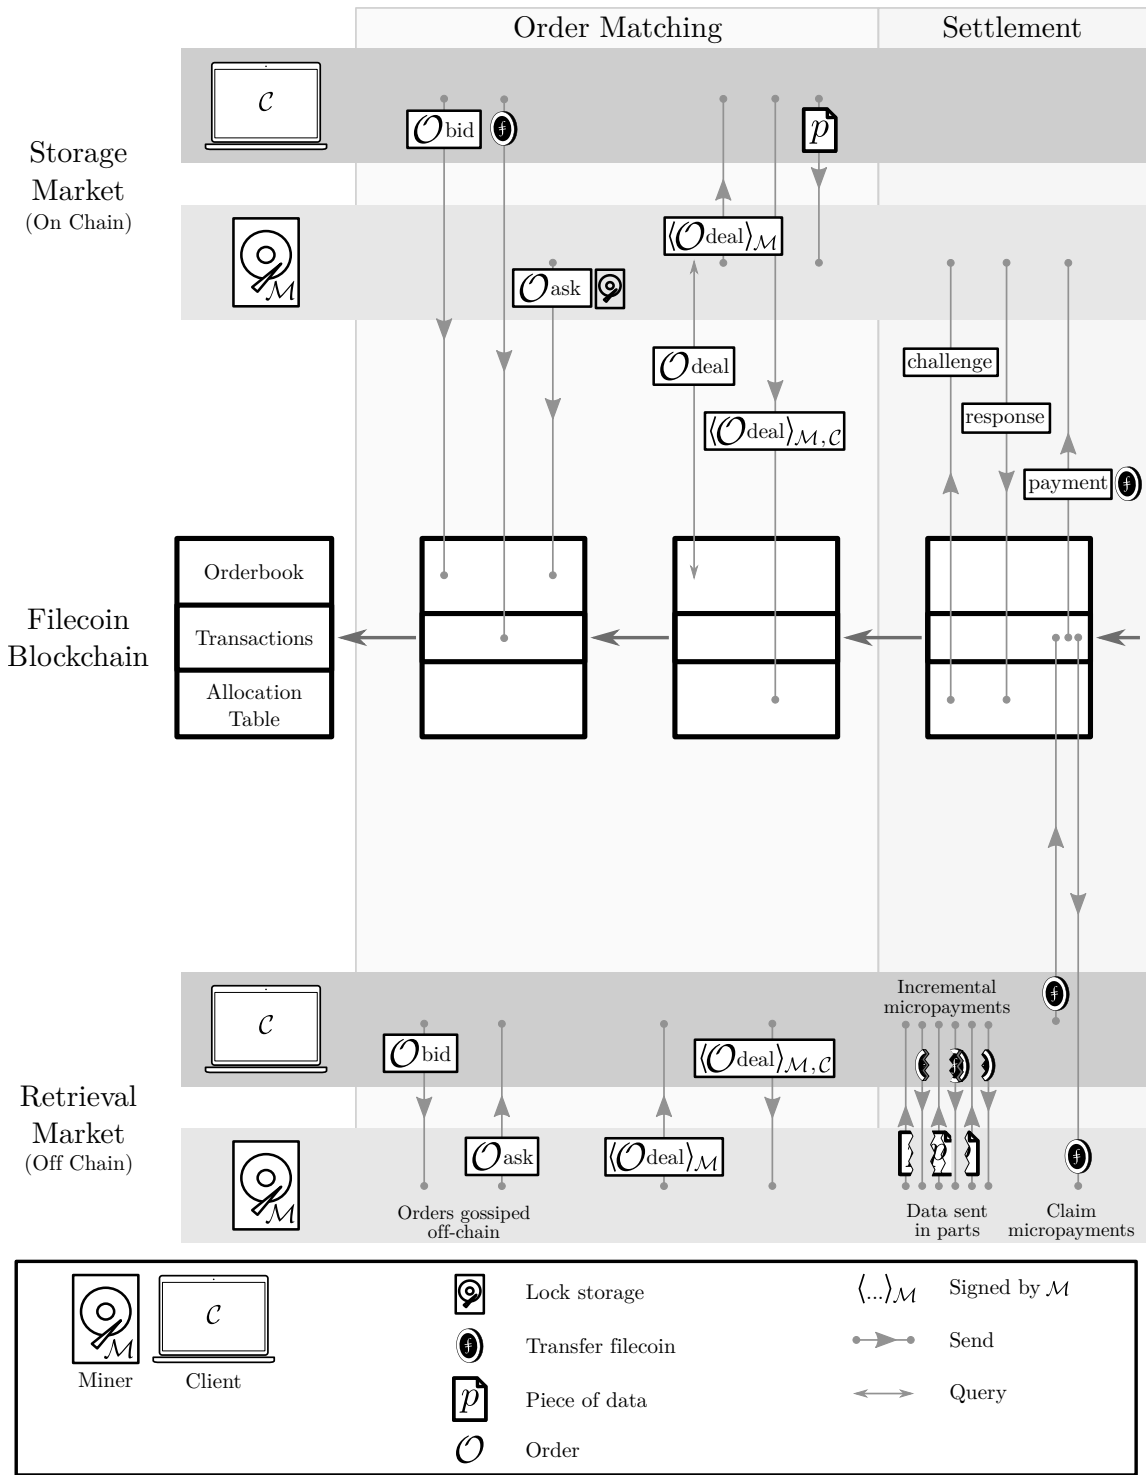 Order Matching
Settlement
Storage
Market
(On Chain)
C
𝒪bid
p
M
𝒪ask
⟨𝒪deal⟩M
𝒪deal
⟨𝒪deal⟩M,C
challenge
response
payment
Filecoin
Blockchain
Orderbook
Transactions
Allocation
Table
Retrieval
Market
(Off Chain)
C
𝒪bid
⟨𝒪deal⟩M,C
Incremental
micropayments
M
𝒪ask
⟨𝒪deal⟩M
p
Orders gossiped
off-chain
Data sent
in parts
Claim
micropayments
M
Miner
C
Client
Lock storage
Transfer filecoin
p
Piece of data
𝒪
Order
⟨...⟩M
Signed by M
Send
Query